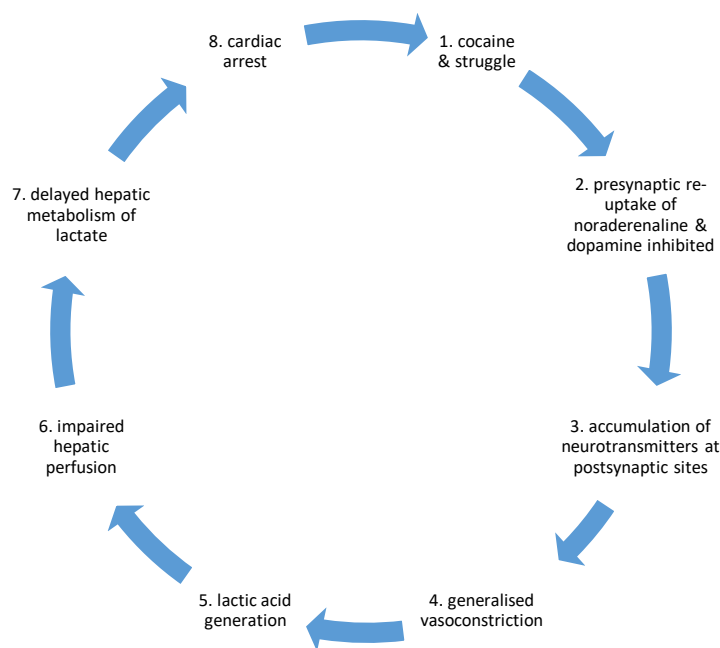 1. cocaine
& struggle
2. presynaptic re-
uptake of
noraderenaline &
dopamine inhibited
3. accumulation of
neurotransmitters at
postsynaptic sites
4. generalised
vasoconstriction
5. lactic acid
generation
6. impaired
hepatic
perfusion
7. delayed hepatic
metabolism of
lactate
8. cardiac
arrest